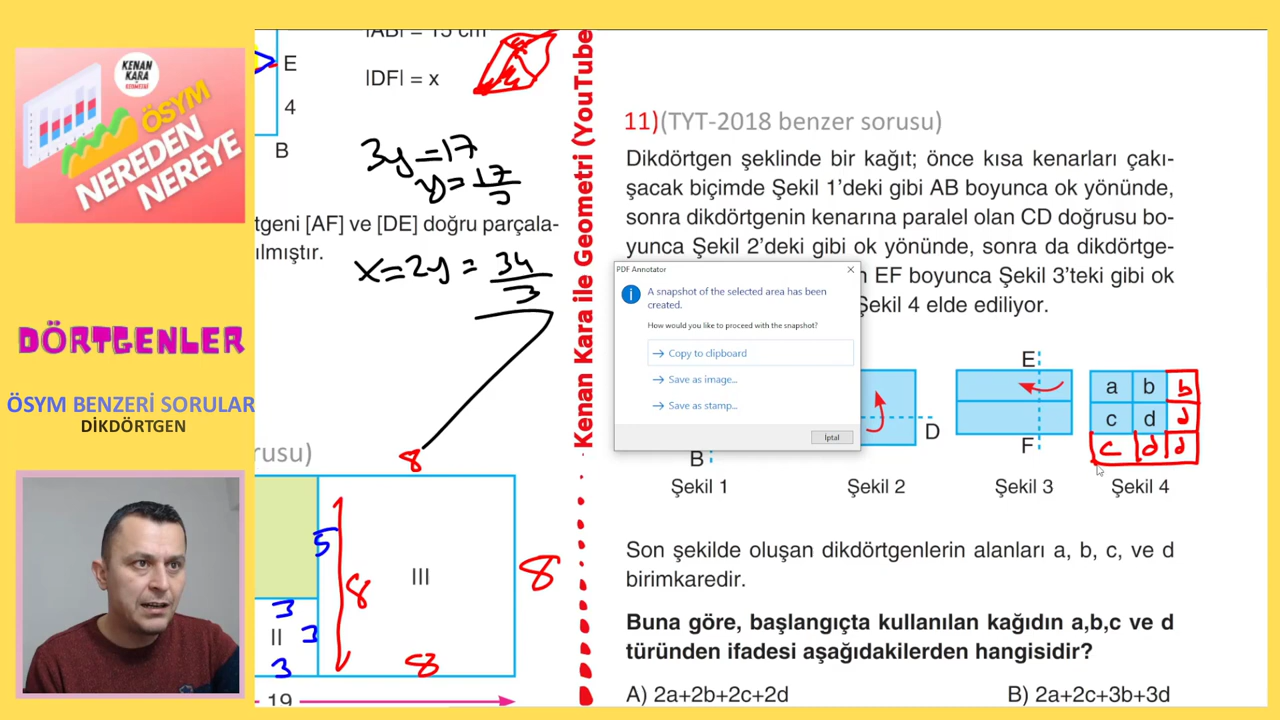 KENAN
KARA
GEOMETRİ
ÖSYM
NEREDEN
NEREYE
DÖRTGENLER
ÖSYM BENZERİ SORULAR
DİKDÖRTGEN
|AB| = 15 cm
E
|DF| = x
4
B
3y = 17
y = 17/3
tgeni [AF] ve [DE] doğru parçala-
ılmıştır.
x = 2y = 34/3
rusu)
8
5
8
III
8
3
II
3
3
8
19
Kenan Kara ile Geometri (YouTube
11)(TYT-2018 benzer sorusu)
Dikdörtgen şeklinde bir kağıt; önce kısa kenarları çakı-
şacak biçimde Şekil 1’deki gibi AB boyunca ok yönünde,
sonra dikdörtgenin kenarına paralel olan CD doğrusu bo-
yunca Şekil 2’deki gibi ok yönünde, sonra da dikdörtge-
EF boyunca Şekil 3’teki gibi ok
Şekil 4 elde ediliyor.
PDF Annotator
A snapshot of the selected area has been
created.
How would you like to proceed with the snapshot?
Copy to clipboard
Save as image...
Save as stamp...
İptal
B
D
E
F
a b b
c d d
c d d
Şekil 1 Şekil 2 Şekil 3 Şekil 4
Son şekilde oluşan dikdörtgenlerin alanları a, b, c, ve d
birimkaredir.
Buna göre, başlangıçta kullanılan kağıdın a,b,c ve d
türünden ifadesi aşağıdakilerden hangisidir?
A) 2a+2b+2c+2d B) 2a+2c+3b+3d